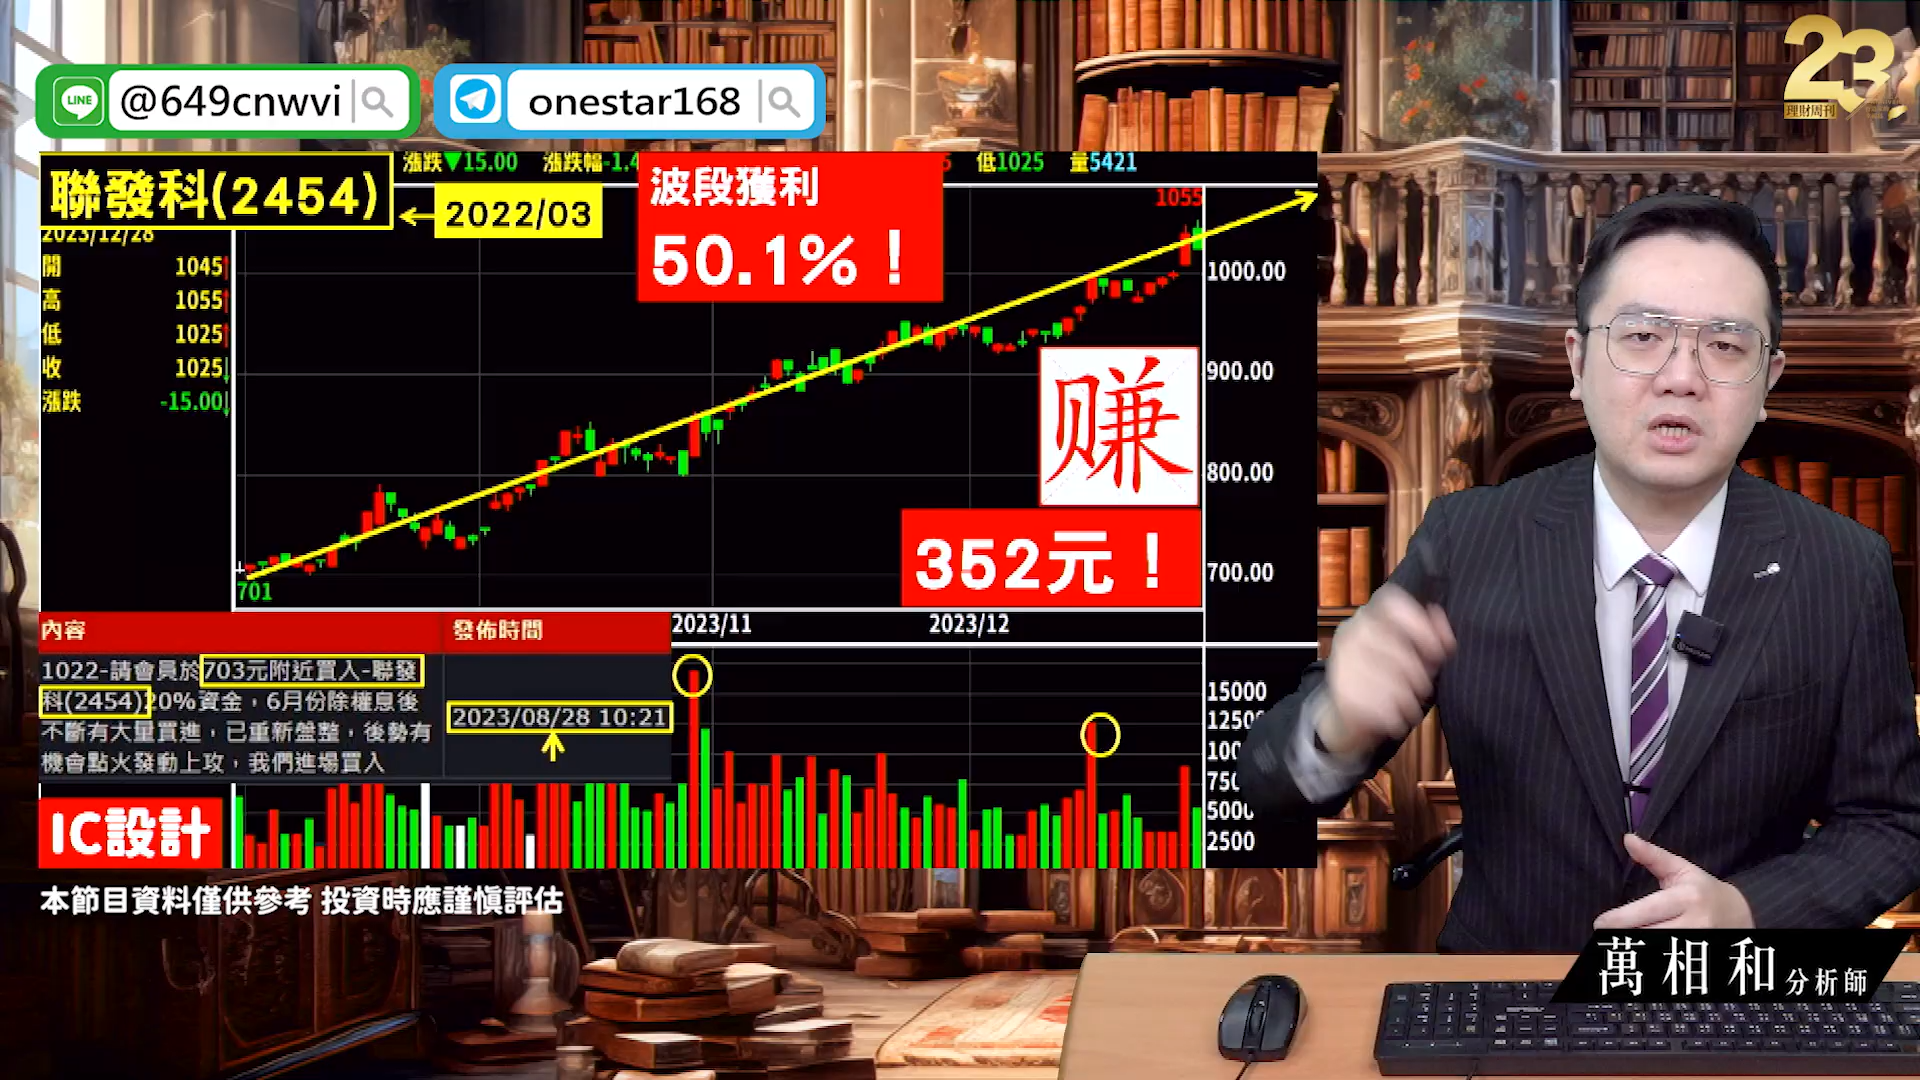 LINE
@649cnwvi
onestar168
23
理財周刊
聯發科(2454)
2022/03
漲跌▼15.00
漲跌幅-1.4
低1025
量5421
波段獲利
50.1%！
2023/12/28
開 1045
高 1055
低 1025
收 1025
漲跌 -15.00
1055
1000.00
900.00
800.00
700.00
赚
352元！
701
2023/11
2023/12
內容
發佈時間
1022-請會員於703元附近買入-聯發
科(2454)20%資金，6月份除權息後
不斷有大量買進，已重新盤整，後勢有
機會點火發動上攻，我們進場買入
2023/08/28 10:21
15000
5000
2500
IC設計
本節目資料僅供參考 投資時應謹慎評估
萬相和分析師